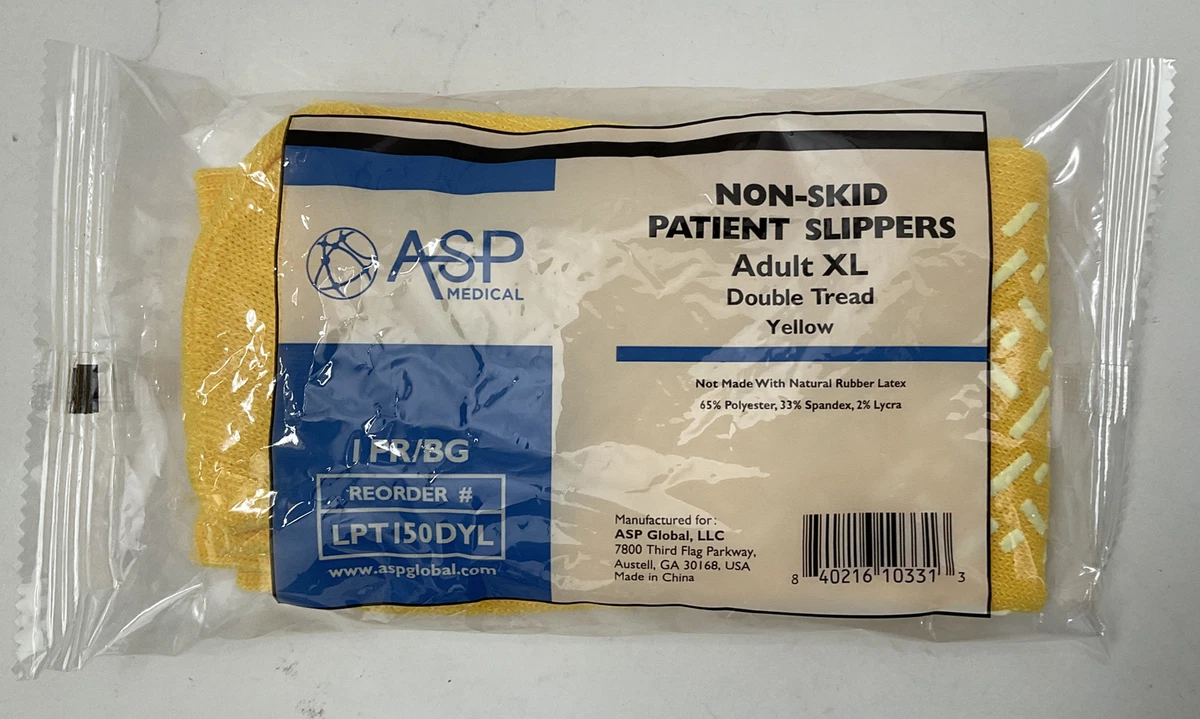 ASP
MEDICAL
1 PR/BG
REORDER #
LPT150DYL
www.aspglobal.com
NON-SKID
PATIENT SLIPPERS
Adult XL
Double Tread
Yellow
Not Made With Natural Rubber Latex
65% Polyester, 33% Spandex, 2% Lycra
Manufactured for:
ASP Global, LLC
7800 Third Flag Parkway,
Austell, GA 30168, USA
Made in China
8 40216 10331 3